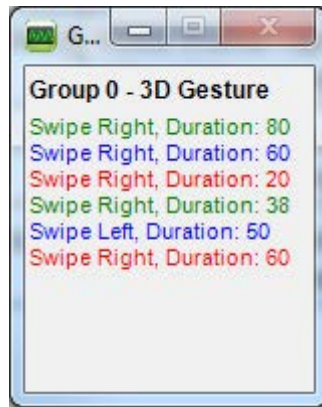 G...
Group 0 - 3D Gesture
Swipe Right, Duration: 80
Swipe Right, Duration: 60
Swipe Right, Duration: 20
Swipe Right, Duration: 38
Swipe Left, Duration: 50
Swipe Right, Duration: 60